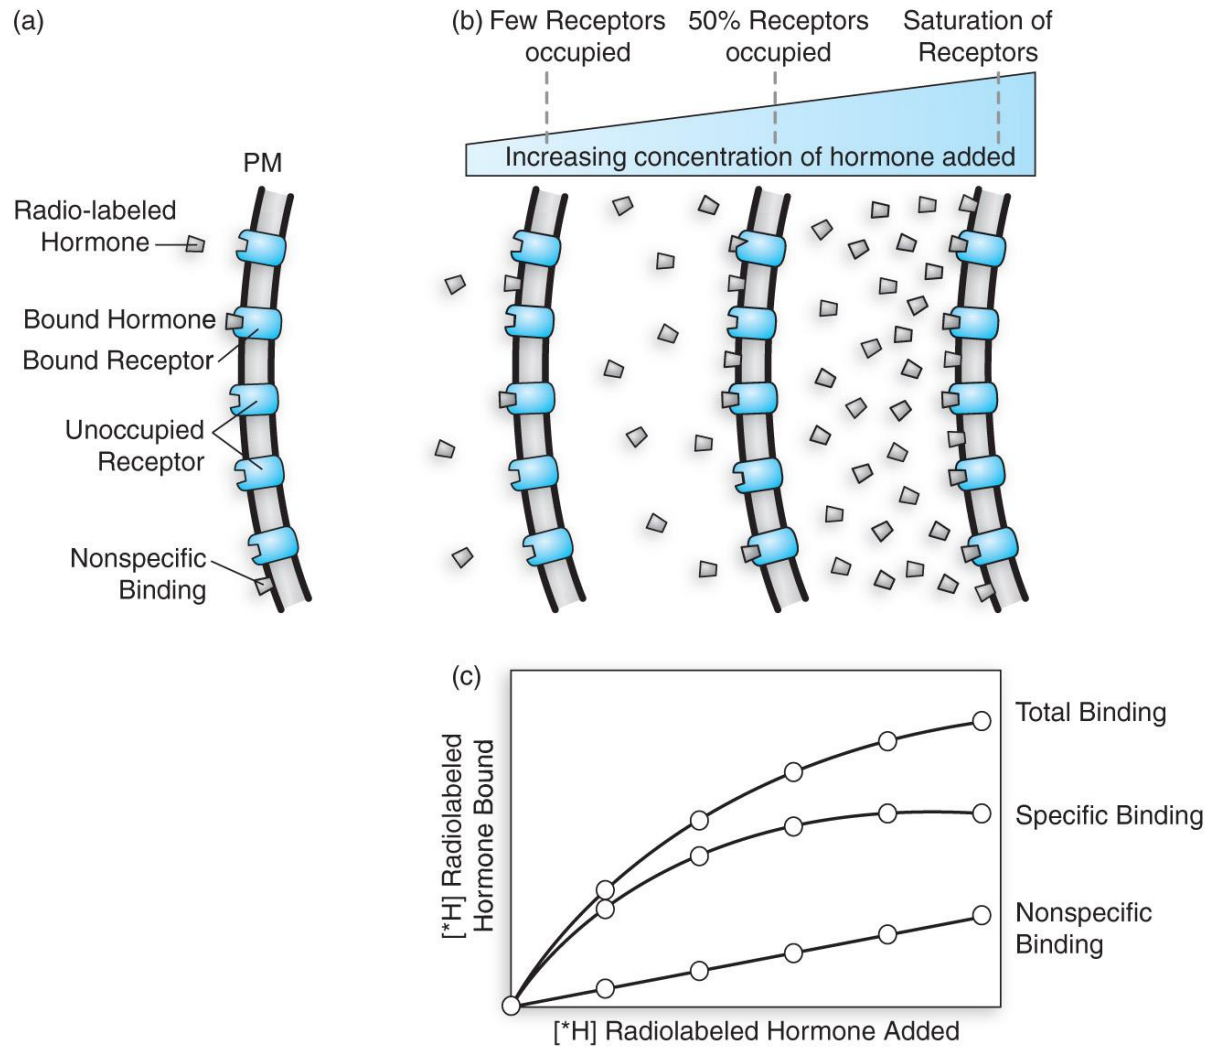 (a)
PM
Radio-labeled
Hormone
Bound Hormone
Bound Receptor
Unoccupied
Receptor
Nonspecific
Binding
(b)
Few Receptors
occupied
50% Receptors
occupied
Saturation of
Receptors
Increasing concentration of hormone added
(c)
[*H] Radiolabeled
Hormone Bound
Total Binding
Specific Binding
Nonspecific
Binding
[*H] Radiolabeled Hormone Added